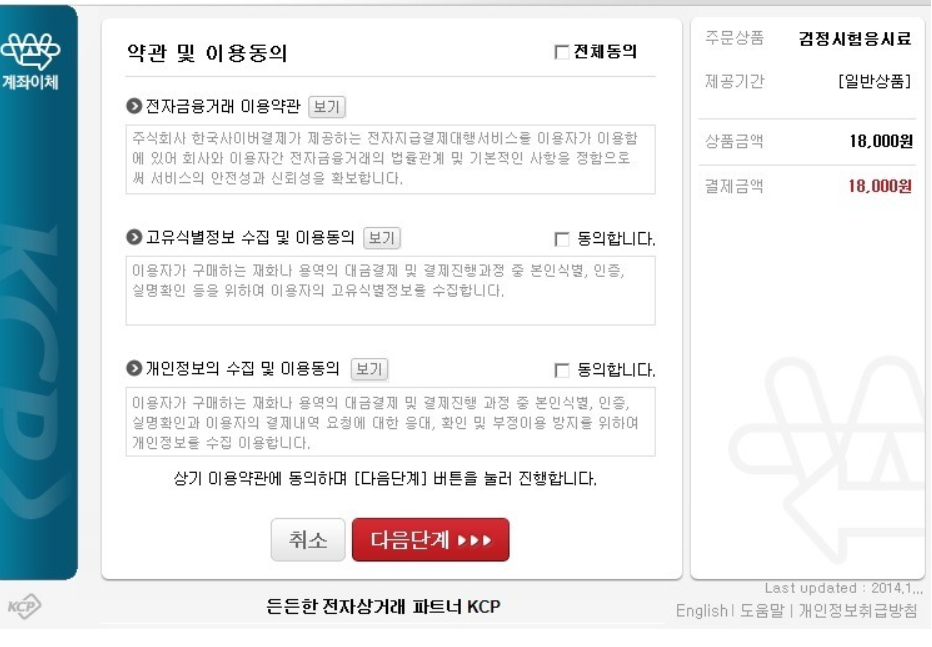 계좌이체
약관 및 이용동의
전체동의
전자금융거래 이용약관 보기
주식회사 한국사이버결제가 제공하는 전자지급결제대행서비스를 이용자가 이용함
에 있어 회사와 이용자간 전자금융거래의 법률관계 및 기본적인 사항을 정함으로
써 서비스의 안전성과 신뢰성을 확보합니다.
고유식별정보 수집 및 이용동의 보기 동의합니다.
이용자가 구매하는 재화나 용역의 대금결제 및 결제진행과정 중 본인식별, 인증,
실명확인 등을 위하여 이용자의 고유식별정보를 수집합니다.
개인정보의 수집 및 이용동의 보기 동의합니다.
이용자가 구매하는 재화나 용역의 대금결제 및 결제진행 과정 중 본인식별, 인증,
실명확인과 이용자의 결제내역 요청에 대한 응대, 확인 및 부정이용 방지를 위하여
개인정보를 수집 이용합니다.
상기 이용약관에 동의하며 [다음단계] 버튼을 눌러 진행합니다.
취소 다음단계
주문상품 검정시험응시료
제공기간 [일반상품]
상품금액 18,000원
결제금액 18,000원
KCP
KCP
든든한 전자상거래 파트너 KCP
Last updated : 2014,1...
English | 도움말 | 개인정보취급방침